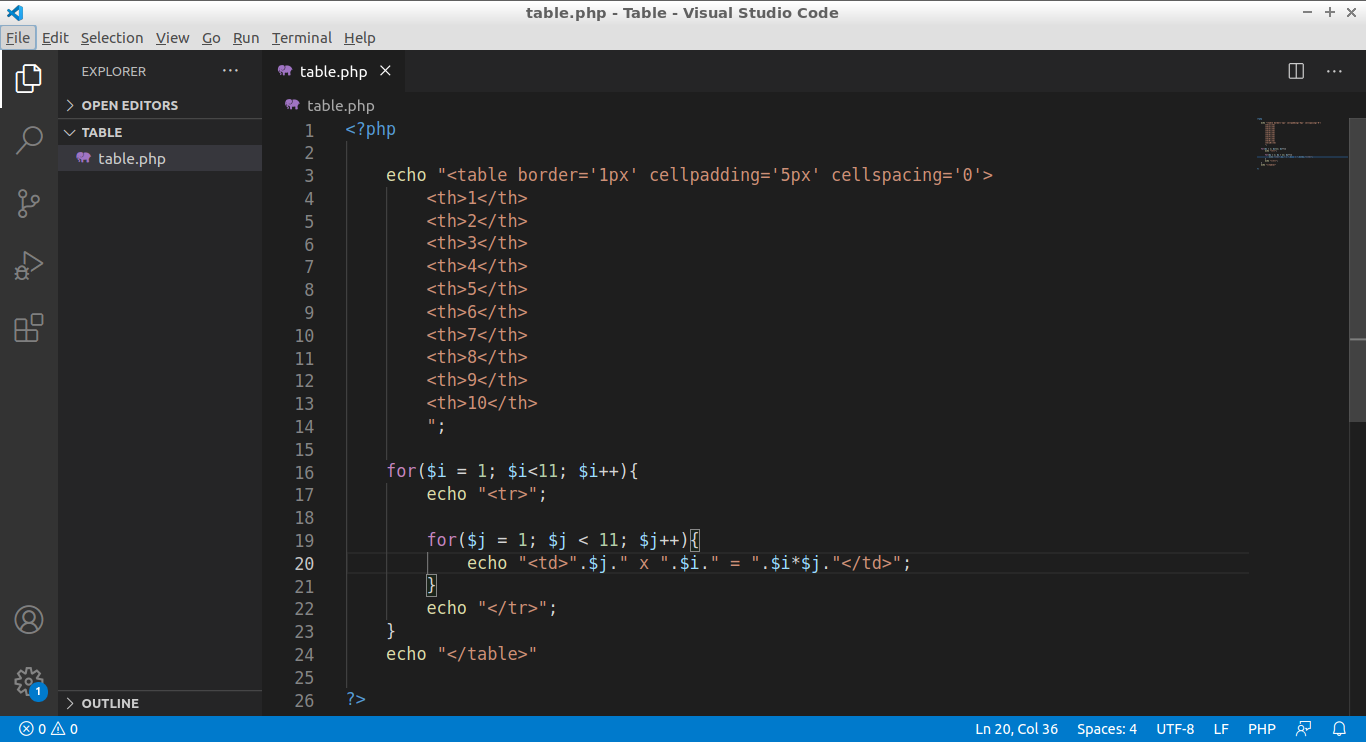 table.php - Table - Visual Studio Code
File Edit Selection View Go Run Terminal Help
EXPLORER
OPEN EDITORS
TABLE
table.php
table.php
table.php
1 <?php
2
3 echo "<table border='1px' cellpadding='5px' cellspacing='0'>
4 <th>1</th>
5 <th>2</th>
6 <th>3</th>
7 <th>4</th>
8 <th>5</th>
9 <th>6</th>
10 <th>7</th>
11 <th>8</th>
12 <th>9</th>
13 <th>10</th>
14 ";
15
16 for($i = 1; $i<11; $i++){
17 echo "<tr>";
18
19 for($j = 1; $j < 11; $j++){
20 echo "<td>".$j." x ".$i." = ".$i*$j."</td>";
21 }
22 echo "</tr>";
23 }
24 echo "</table>"
25
26 ?>
1
OUTLINE
0 0 Ln 20, Col 36 Spaces: 4 UTF-8 LF PHP